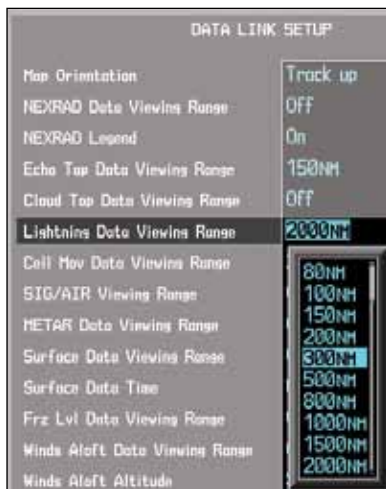 DATA LINK SETUP
Map Orientation Track up
NEXRAD Data Viewing Range Off
NEXRAD Legend On
Echo Top Data Viewing Range 150NM
Cloud Top Data Viewing Range Off
Lightning Data Viewing Range 2000NM
Cell Mov Data Viewing Range
SIG/AIR Viewing Range
METAR Data Viewing Range
Surface Data Viewing Range
Surface Data Time
Frz Lvl Data Viewing Range
Winds Aloft Data Viewing Range
Winds Aloft Altitude
80NM
100NM
150NM
200NM
300NM
500NM
800NM
1000NM
1500NM
2000NM